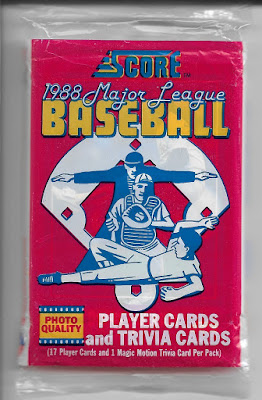 SCORE
1988 Major League
BASEBALL
PHOTO
QUALITY
PLAYER CARDS
and TRIVIA CARDS
(17 Player Cards and 1 Magic Motion Trivia Card Per Pack)